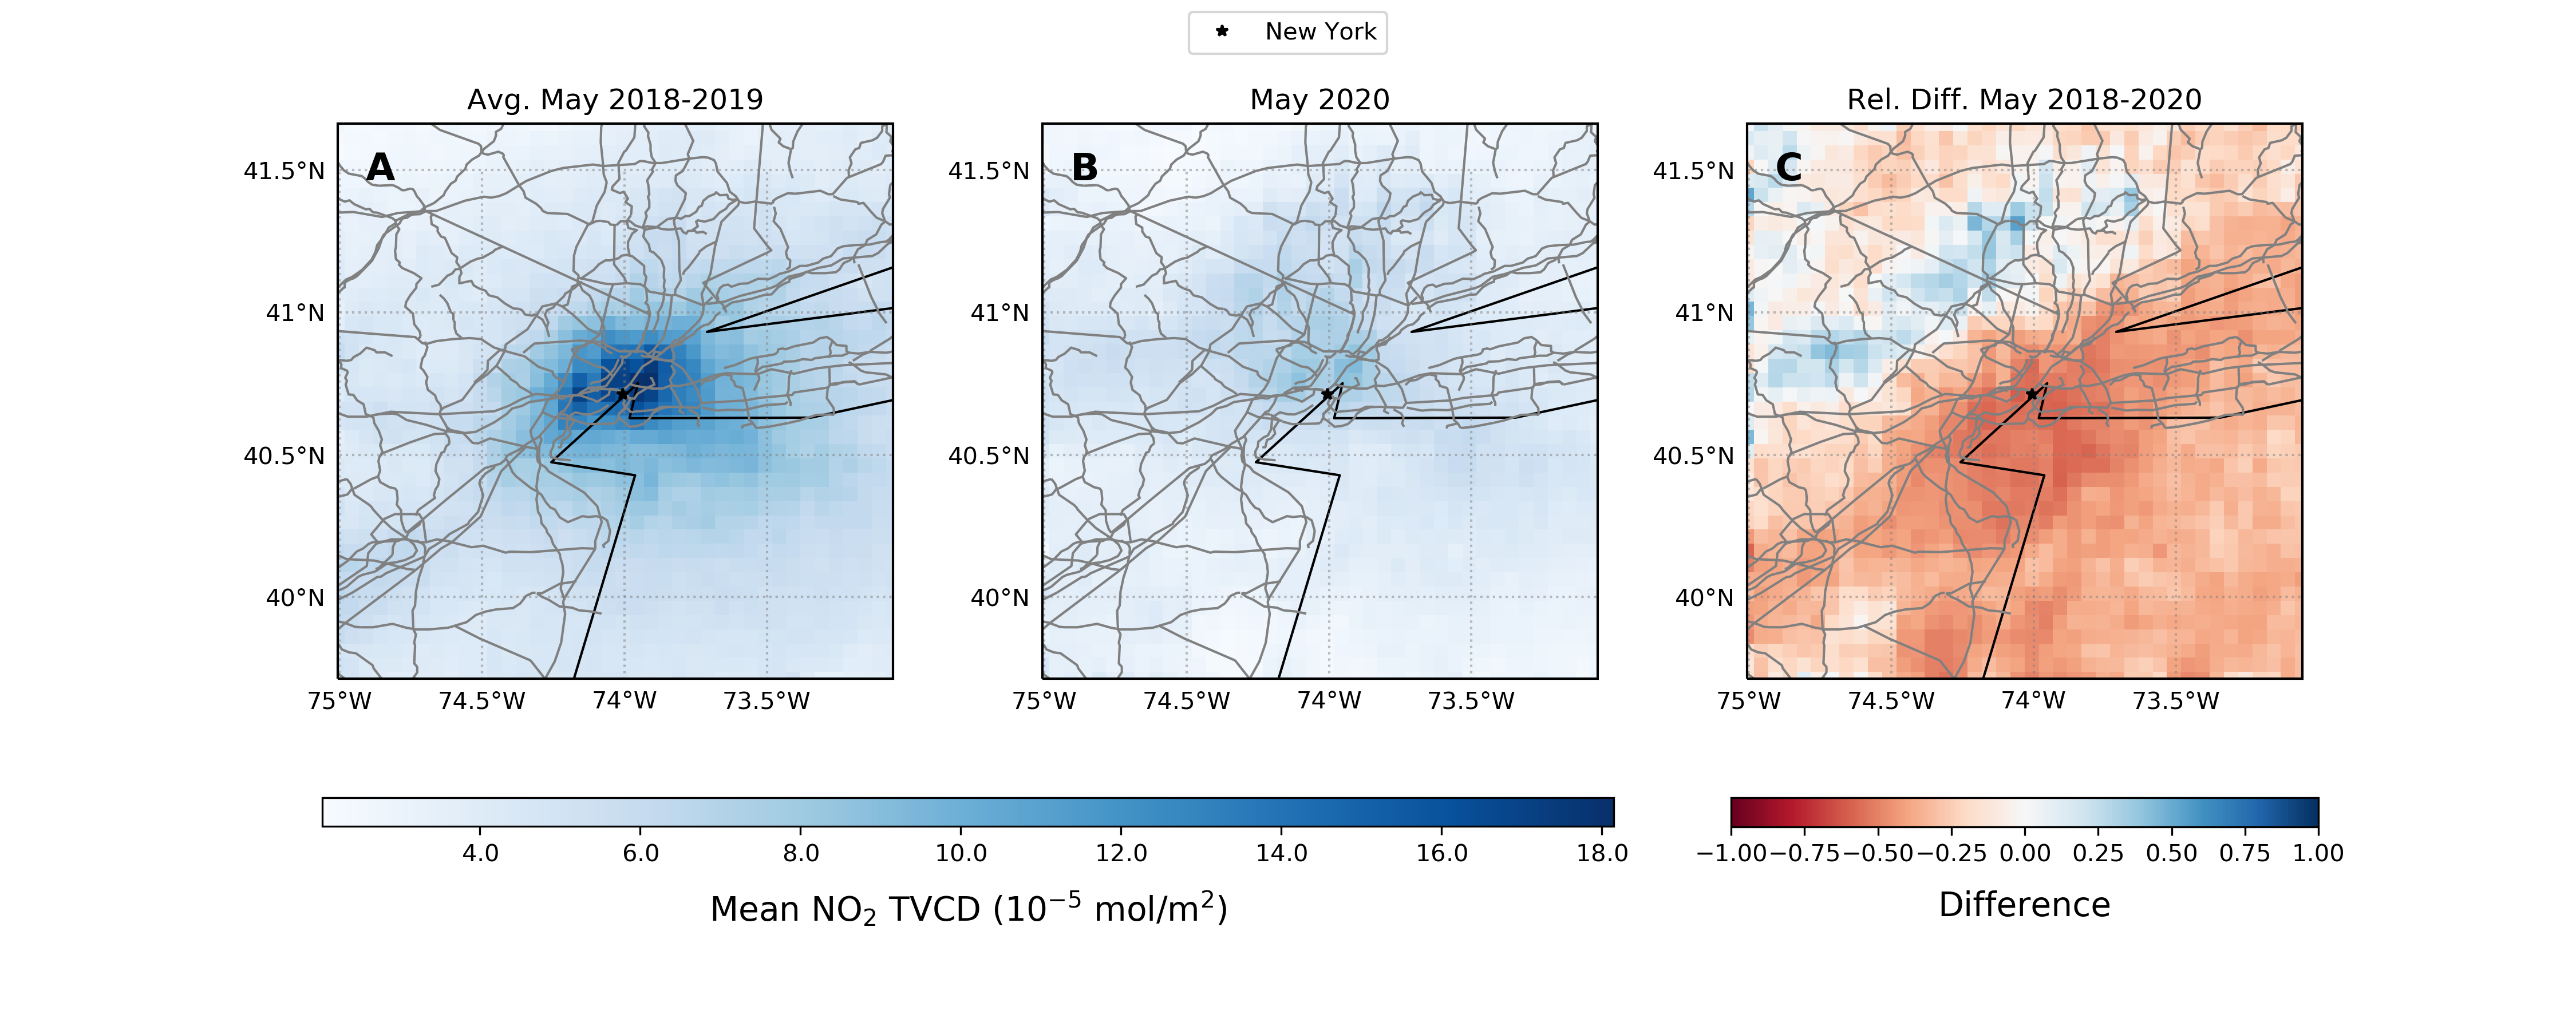 New York
Avg. May 2018-2019
May 2020
Rel. Diff. May 2018-2020
A
B
C
41.5°N
41°N
40.5°N
40°N
75°W 74.5°W 74°W 73.5°W
41.5°N
41°N
40.5°N
40°N
75°W 74.5°W 74°W 73.5°W
41.5°N
41°N
40.5°N
40°N
75°W 74.5°W 74°W 73.5°W
4.0 6.0 8.0 10.0 12.0 14.0 16.0 18.0
Mean NO₂ TVCD (10⁻⁵ mol/m²)
−1.00 −0.75 −0.50 −0.25 0.00 0.25 0.50 0.75 1.00
Difference